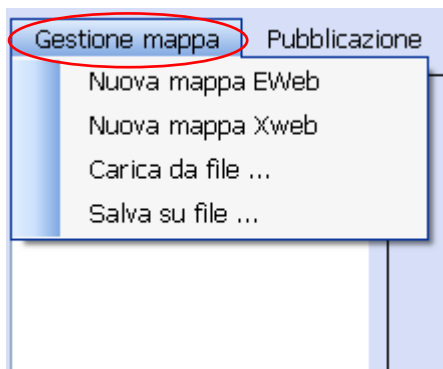 Gestione mappa Pubblicazione
Nuova mappa EWeb
Nuova mappa Xweb
Carica da file ...
Salva su file ...